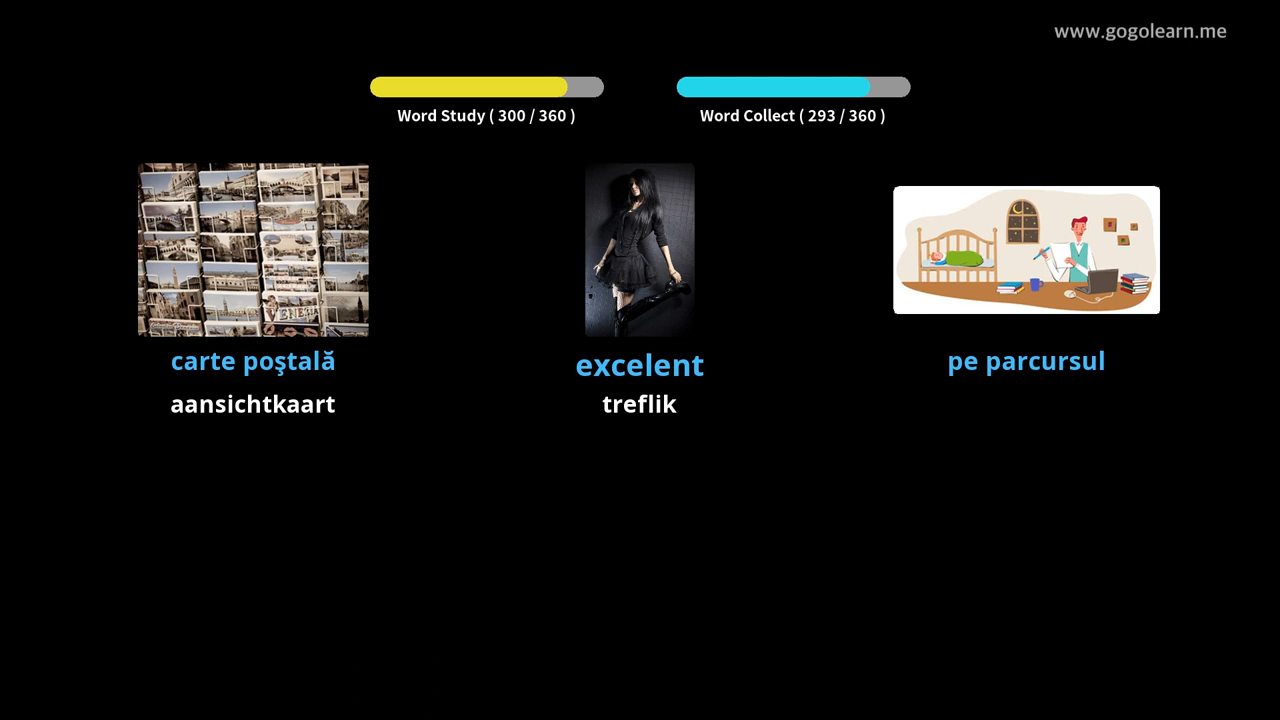 www.gogolearn.me
Word Study ( 300 / 360 )
Word Collect ( 293 / 360 )
carte poştală
aansichtkaart
excelent
treflik
pe parcursul